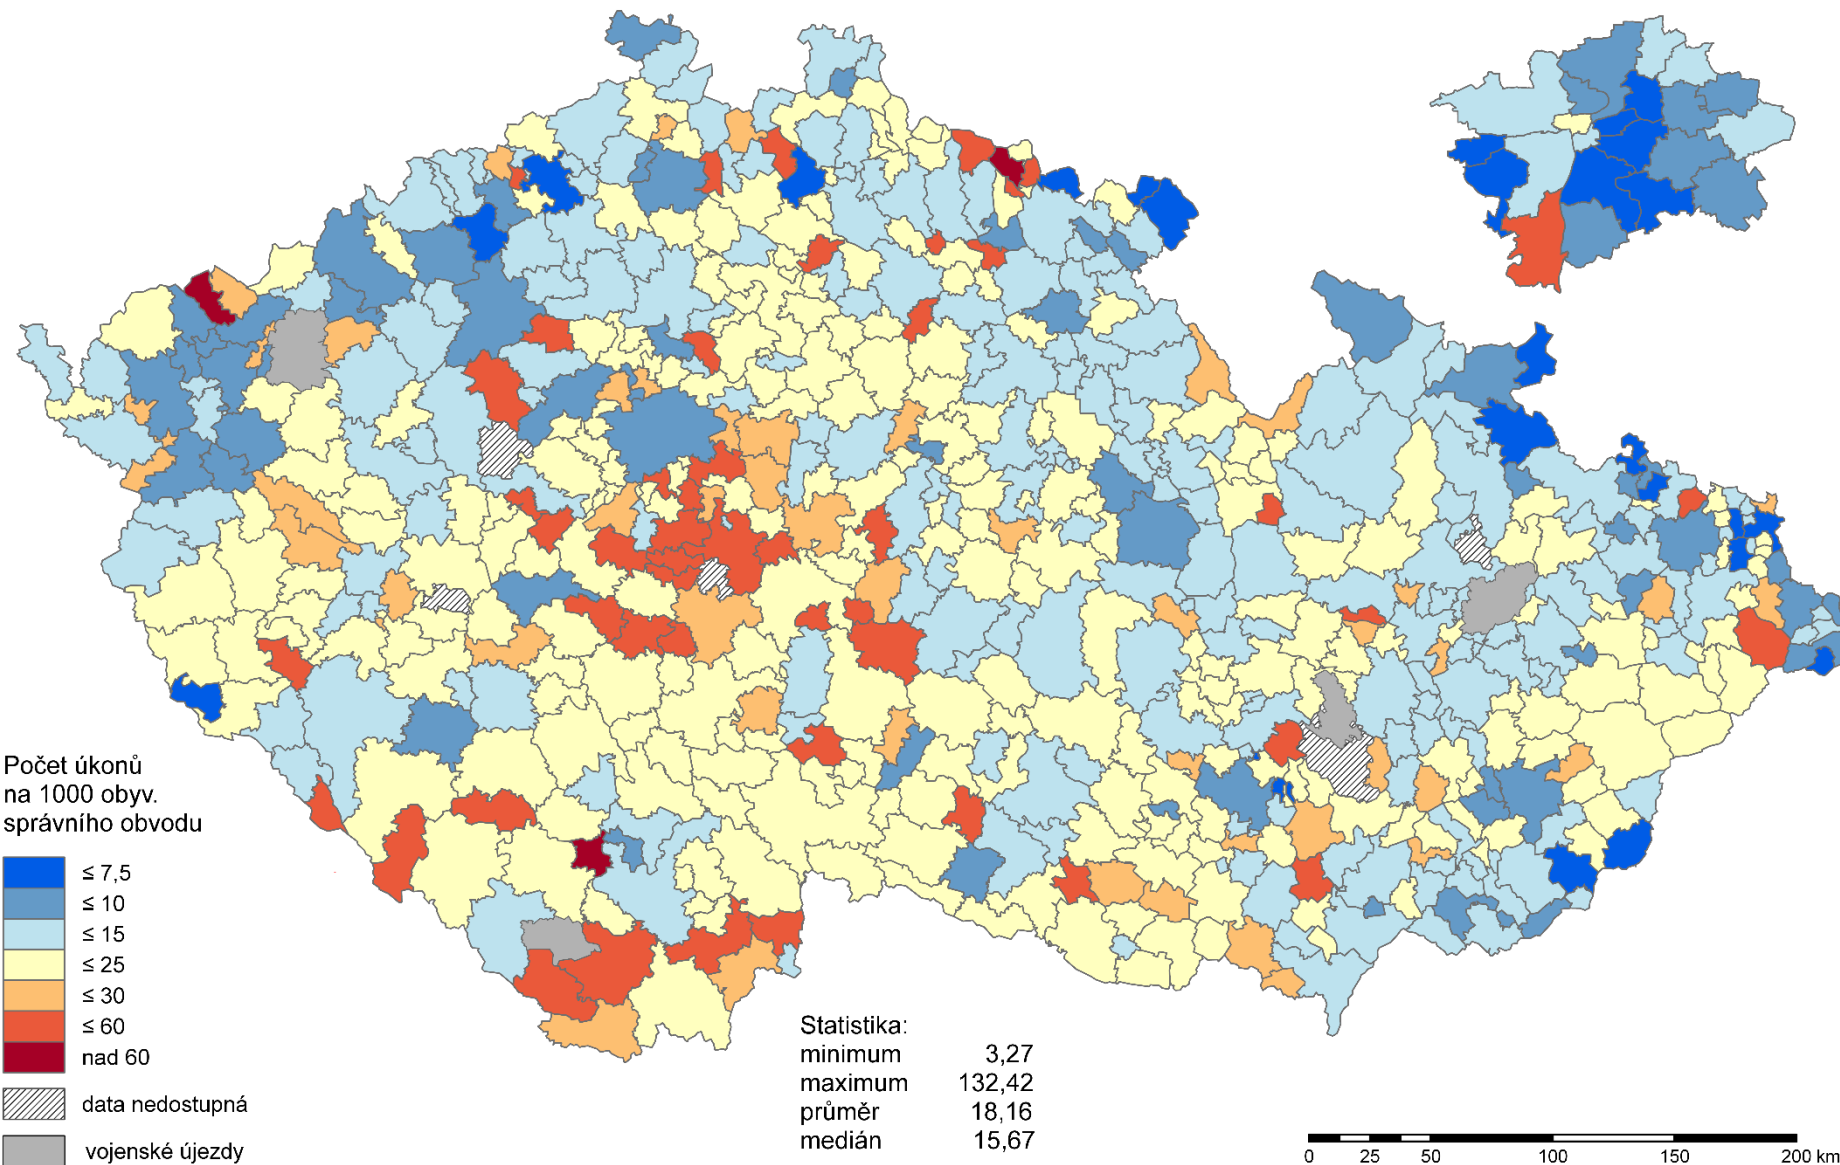 Počet úkonů
na 1000 obyv.
správního obvodu
≤ 7,5
≤ 10
≤ 15
≤ 25
≤ 30
≤ 60
nad 60
data nedostupná
vojenské újezdy
Statistika:
minimum 3,27
maximum 132,42
průměr 18,16
medián 15,67
0 25 50 100 150 200 km